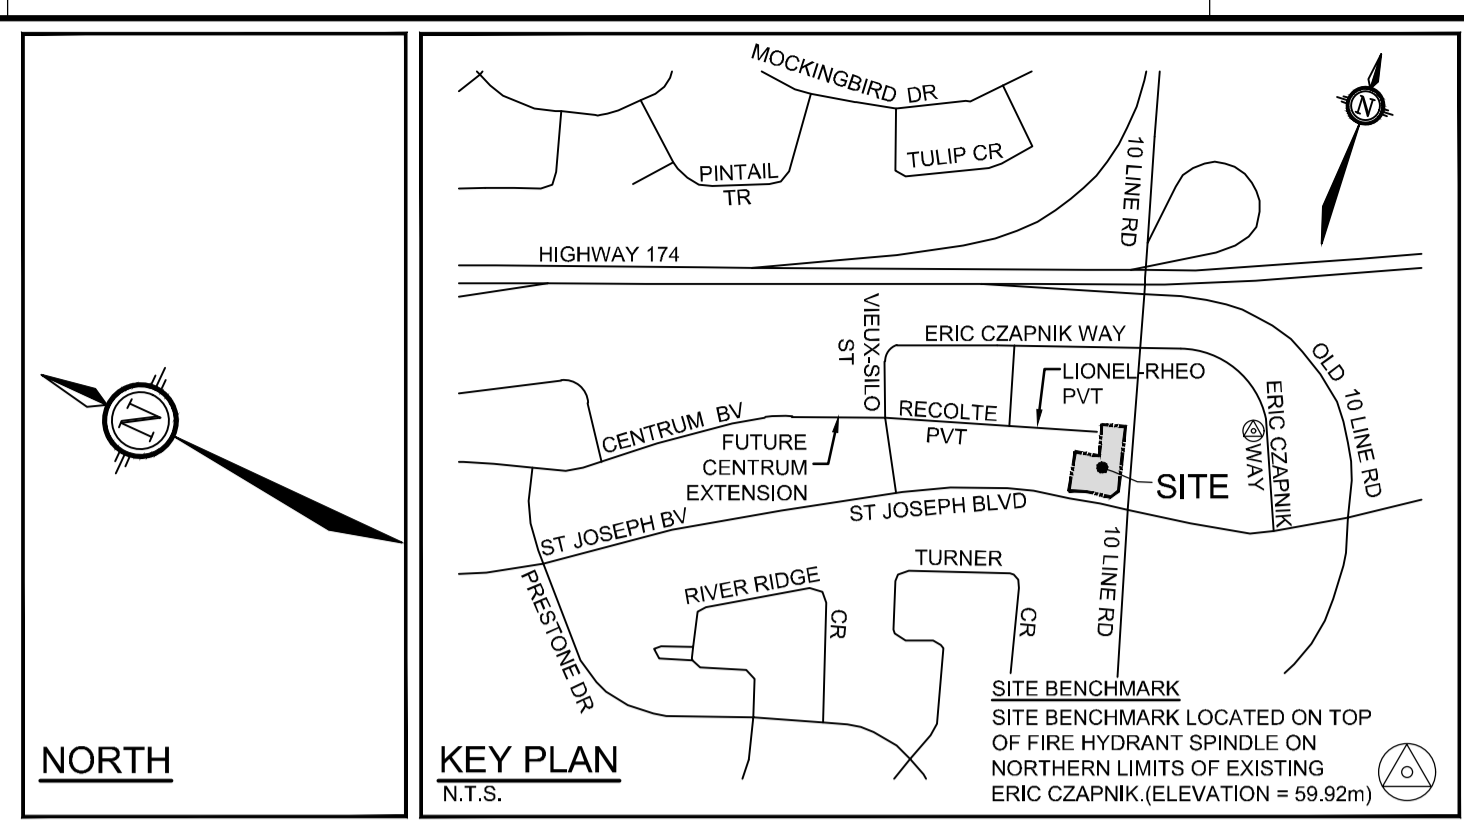 N
NORTH
MOCKINGBIRD DR
PINTAIL
TR
TULIP CR
10 LINE RD
N
HIGHWAY 174
VIEUX-SILO
ST
ERIC CZAPNIK WAY
LIONEL-RHEO
PVT
OLD 10 LINE RD
ERIC CZAPNIK
WAY
CENTRUM BV
RECOLTE
PVT
FUTURE
CENTRUM
EXTENSION
SITE
ST JOSEPH BV
ST JOSEPH BLVD
10 LINE RD
PRESTONE DR
RIVER RIDGE
CR
TURNER
CR
SITE BENCHMARK
SITE BENCHMARK LOCATED ON TOP
OF FIRE HYDRANT SPINDLE ON
NORTHERN LIMITS OF EXISTING
ERIC CZAPNIK.(ELEVATION = 59.92m)
KEY PLAN
N.T.S.